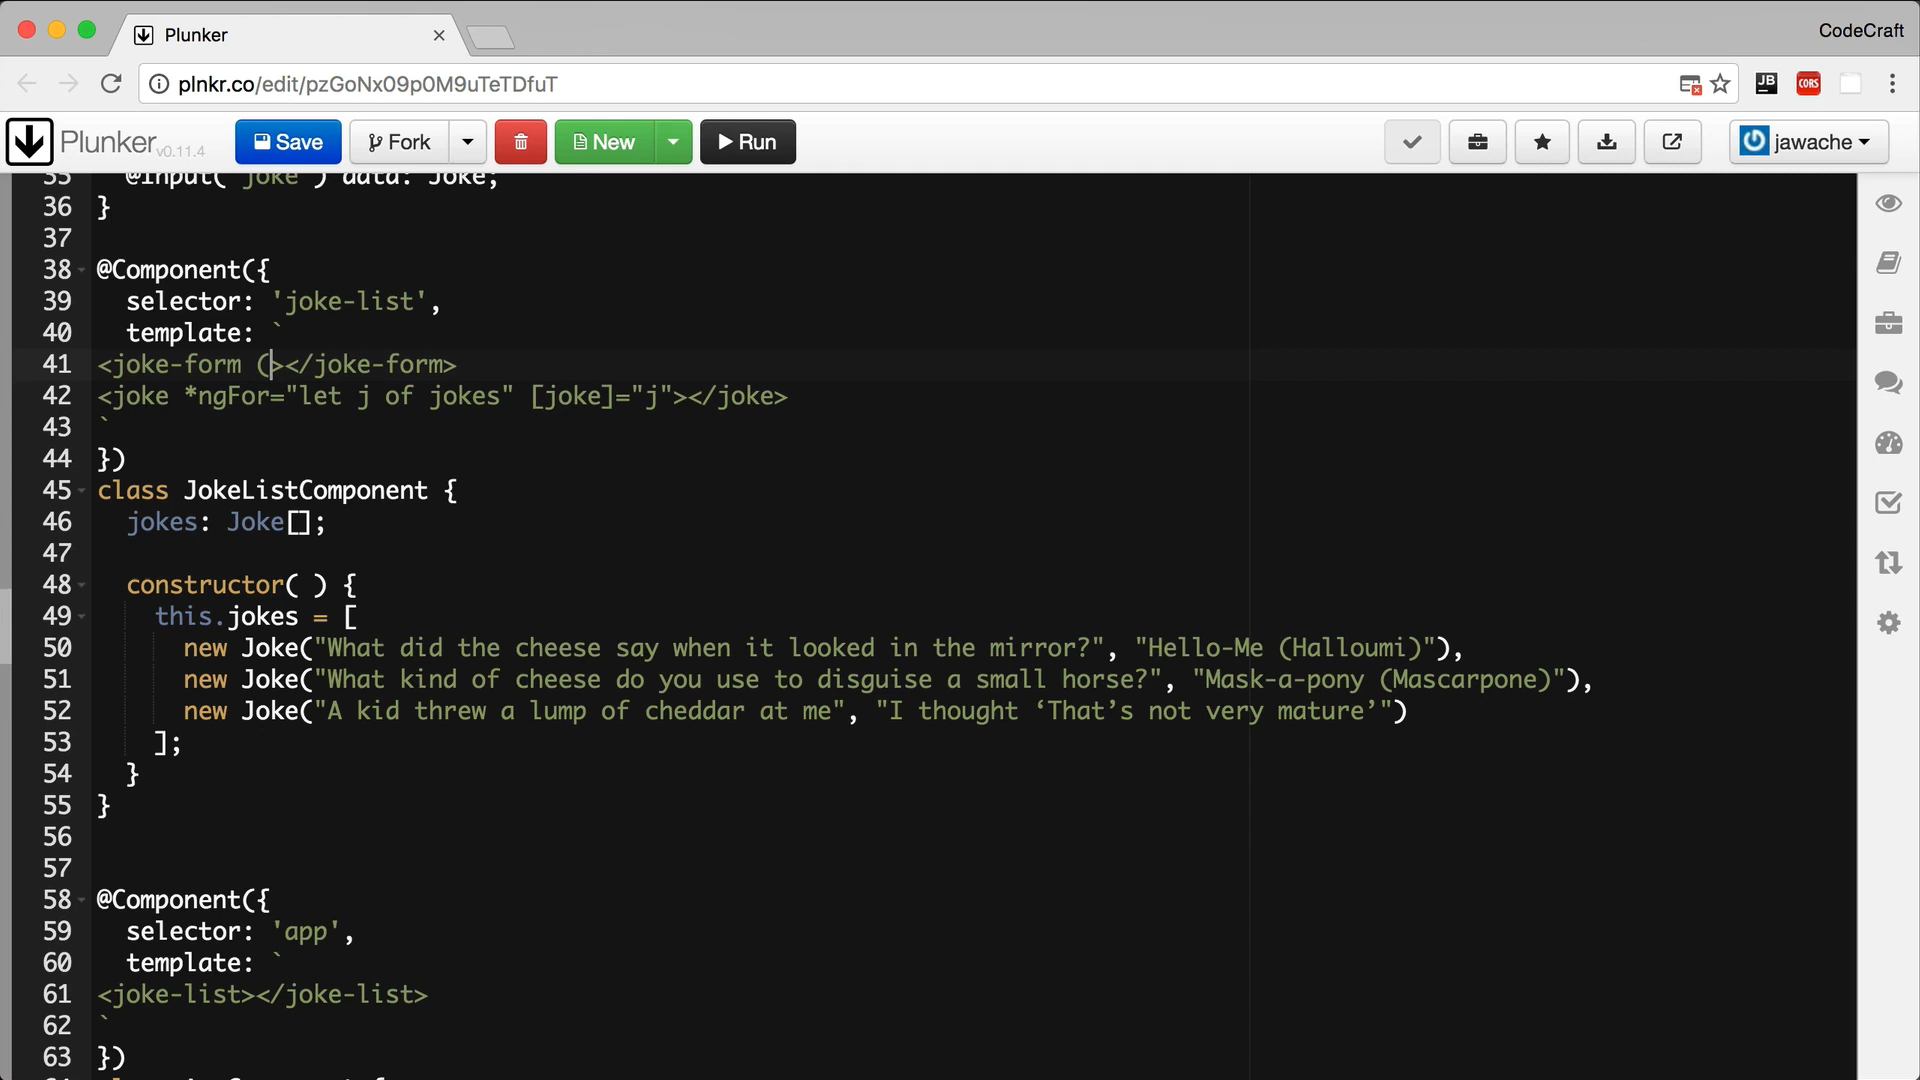 Plunker
CodeCraft
plnkr.co/edit/pzGoNx09p0M9uTeTDfuT
JB
CORS
Plunker v0.11.4
Save
Fork
New
Run
jawache
35 @Input('joke') data: Joke;
36 }
37
38 @Component({
39 selector: 'joke-list',
40 template: `
41 <joke-form (></joke-form>
42 <joke *ngFor="let j of jokes" [joke]="j"></joke>
43 `
44 })
45 class JokeListComponent {
46 jokes: Joke[];
47
48 constructor( ) {
49 this.jokes = [
50 new Joke("What did the cheese say when it looked in the mirror?", "Hello-Me (Halloumi)"),
51 new Joke("What kind of cheese do you use to disguise a small horse?", "Mask-a-pony (Mascarpone)"),
52 new Joke("A kid threw a lump of cheddar at me", "I thought ‘That’s not very mature’")
53 ];
54 }
55 }
56
57
58 @Component({
59 selector: 'app',
60 template: `
61 <joke-list></joke-list>
62 `
63 })